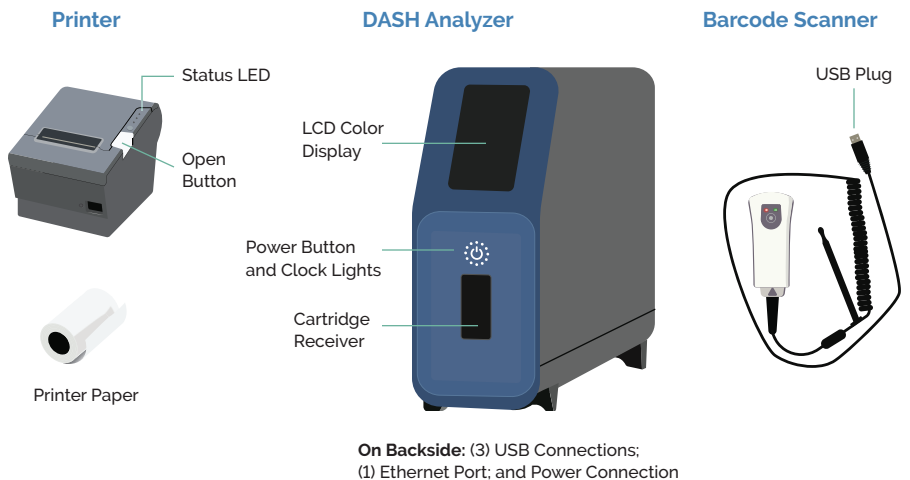 Printer
DASH Analyzer
Barcode Scanner
Status LED
Open
Button
Printer Paper
LCD Color
Display
Power Button
and Clock Lights
Cartridge
Receiver
On Backside: (3) USB Connections;
(1) Ethernet Port; and Power Connection
USB Plug